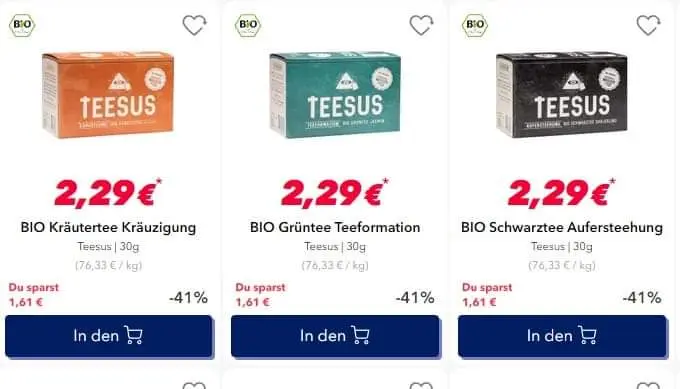 BIO
BIO
BIO
TEESUS
TEESUS
TEESUS
2,29 €*
2,29 €*
2,29 €*
BIO Kräutertee Kräuzigung
BIO Grüntee Teeformation
BIO Schwarztee Aufersteehung
Teesus | 30g
Teesus | 30g
Teesus | 30g
(76,33 € / kg)
(76,33 € / kg)
(76,33 € / kg)
Du sparst
1,61 €
-41%
Du sparst
1,61 €
-41%
Du sparst
1,61 €
-41%
In den
In den
In den